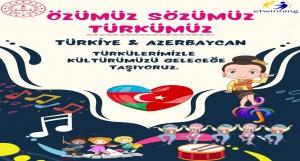 eTwinning
ÖZÜMÜZ SÖZÜMÜZ
TÜRKÜMÜZ
TÜRKİYE & AZERBAYCAN
TÜRKÜLERİMİZLE
KÜLTÜRÜMÜZÜ GELECEĞE
TAŞIYORUZ.